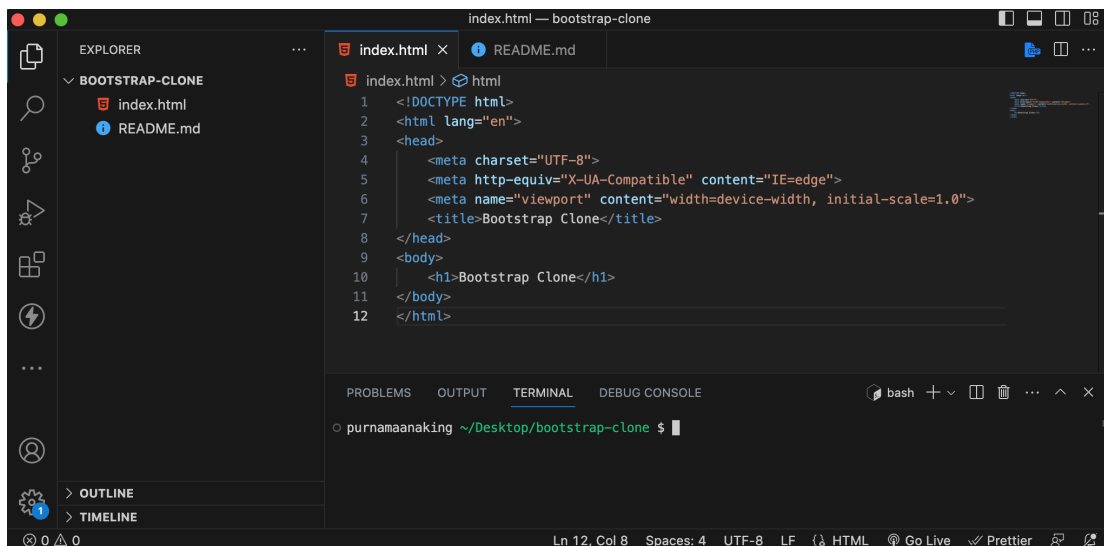 index.html — bootstrap-clone
EXPLORER
BOOTSTRAP-CLONE
index.html
README.md
OUTLINE
TIMELINE
1
index.html
README.md
index.html > html
1 <!DOCTYPE html>
2 <html lang="en">
3 <head>
4 <meta charset="UTF-8">
5 <meta http-equiv="X-UA-Compatible" content="IE=edge">
6 <meta name="viewport" content="width=device-width, initial-scale=1.0">
7 <title>Bootstrap Clone</title>
8 </head>
9 <body>
10 <h1>Bootstrap Clone</h1>
11 </body>
12 </html>
PROBLEMS OUTPUT TERMINAL DEBUG CONSOLE bash
purnamaanaking ~/Desktop/bootstrap-clone $
0 0 Ln 12, Col 8 Spaces: 4 UTF-8 LF HTML Go Live Prettier